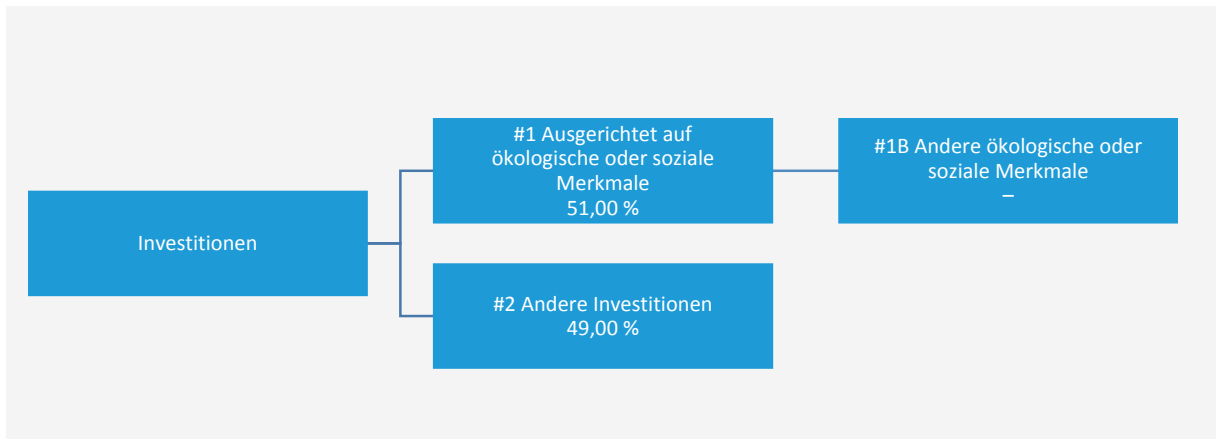 Investitionen
#1 Ausgerichtet auf
ökologische oder soziale
Merkmale
51,00 %
#2 Andere Investitionen
49,00 %
#1B Andere ökologische oder
soziale Merkmale
–